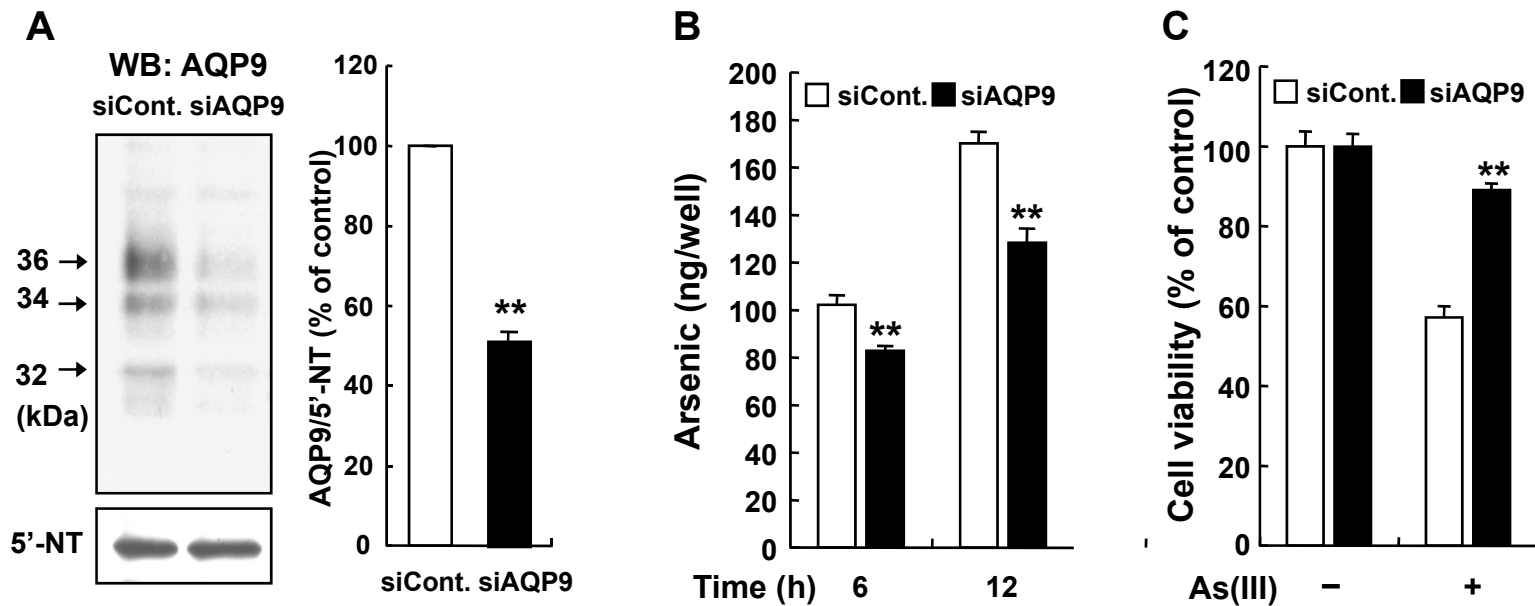 A
WB: AQP9
siCont. siAQP9
36
34
32
(kDa)
5’-NT
AQP9/5’-NT (% of control)
120
100
80
60
40
20
0
**
siCont. siAQP9
B
Arsenic (ng/well)
200
180
160
140
120
100
80
60
40
20
0
siCont. siAQP9
**
**
Time (h) 6 12
C
Cell viability (% of control)
120
100
80
60
40
20
0
siCont. siAQP9
**
As(III) − +